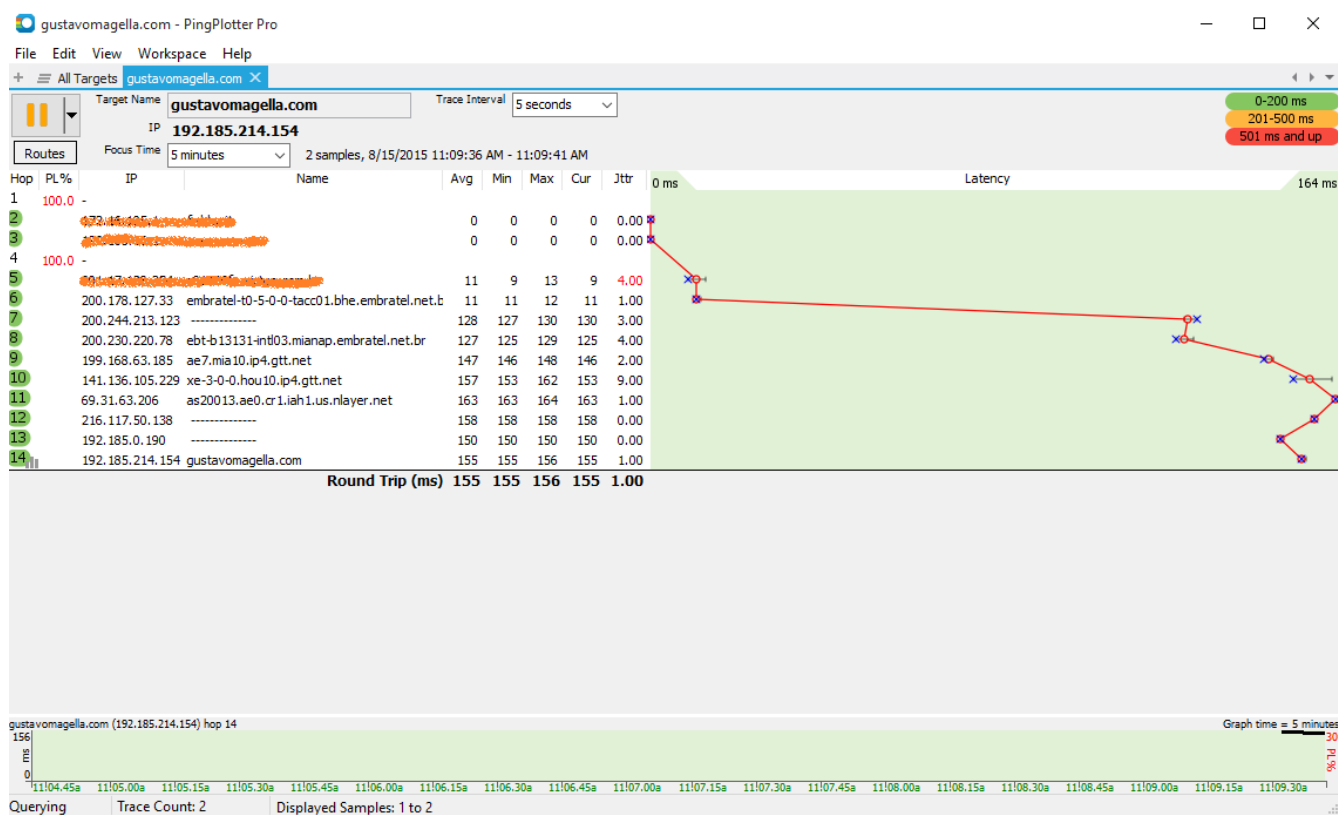 gustavomagella.com - PingPlotter Pro
File Edit View Workspace Help
+ All Targets gustavomagella.com ×
Target Name gustavomagella.com Trace Interval 5 seconds 0-200 ms
IP 192.185.214.154 201-500 ms
501 ms and up
Routes Focus Time 5 minutes 2 samples, 8/15/2015 11:09:36 AM - 11:09:41 AM
Hop PL% IP Name Avg Min Max Cur Jttr 0 ms Latency 164 ms
1 100.0 -
2 0 0 0 0 0.00
3 0 0 0 0 0.00
4 100.0 -
5 11 9 13 9 4.00
6 200.178.127.33 embratel-t0-5-0-0-tacc01.bhe.embratel.net.b 11 11 12 11 1.00
7 200.244.213.123 -------------- 128 127 130 130 3.00
8 200.230.220.78 ebt-b13131-intl03.mianap.embratel.net.br 127 125 129 125 4.00
9 199.168.63.185 ae7.mia10.ip4.gtt.net 147 146 148 146 2.00
10 141.136.105.229 xe-3-0-0.hou10.ip4.gtt.net 157 153 162 153 9.00
11 69.31.63.206 as20013.ae0.cr1.iah1.us.nlayer.net 163 163 164 163 1.00
12 216.117.50.138 -------------- 158 158 158 158 0.00
13 192.185.0.190 -------------- 150 150 150 150 0.00
14 192.185.214.154 gustavomagella.com 155 155 156 155 1.00
Round Trip (ms) 155 155 156 155 1.00
gustavomagella.com (192.185.214.154) hop 14 Graph time = 5 minutes
156 30
ms PL%
0
11:04.45a 11:05.00a 11:05.15a 11:05.30a 11:05.45a 11:06.00a 11:06.15a 11:06.30a 11:06.45a 11:07.00a 11:07.15a 11:07.30a 11:07.45a 11:08.00a 11:08.15a 11:08.30a 11:08.45a 11:09.00a 11:09.15a 11:09.30a
Querying Trace Count: 2 Displayed Samples: 1 to 2